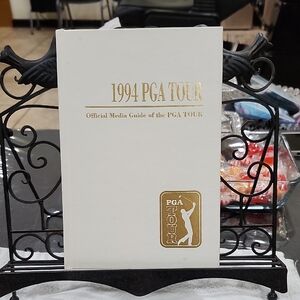 1994 PGA TOUR
Official Media Guide of the PGA TOUR
PGA
TOUR